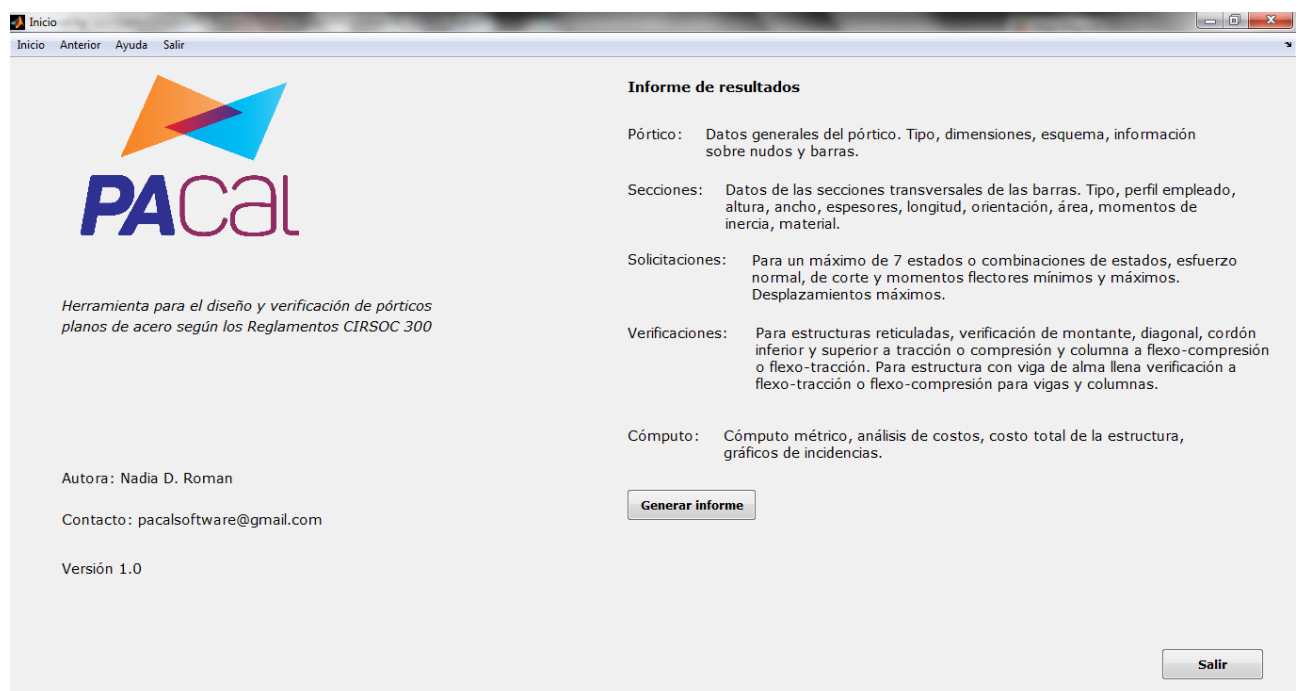 Inicio
Inicio Anterior Ayuda Salir
PACal
Herramienta para el diseño y verificación de pórticos
planos de acero según los Reglamentos CIRSOC 300
Autora: Nadia D. Roman
Contacto: pacalsoftware@gmail.com
Versión 1.0
Informe de resultados
Pórtico: Datos generales del pórtico. Tipo, dimensiones, esquema, información
sobre nudos y barras.
Secciones: Datos de las secciones transversales de las barras. Tipo, perfil empleado,
altura, ancho, espesores, longitud, orientación, área, momentos de
inercia, material.
Solicitaciones: Para un máximo de 7 estados o combinaciones de estados, esfuerzo
normal, de corte y momentos flectores mínimos y máximos.
Desplazamientos máximos.
Verificaciones: Para estructuras reticuladas, verificación de montante, diagonal, cordón
inferior y superior a tracción o compresión y columna a flexo-compresión
o flexo-tracción. Para estructura con viga de alma llena verificación a
flexo-tracción o flexo-compresión para vigas y columnas.
Cómputo: Cómputo métrico, análisis de costos, costo total de la estructura,
gráficos de incidencias.
Generar informe
Salir